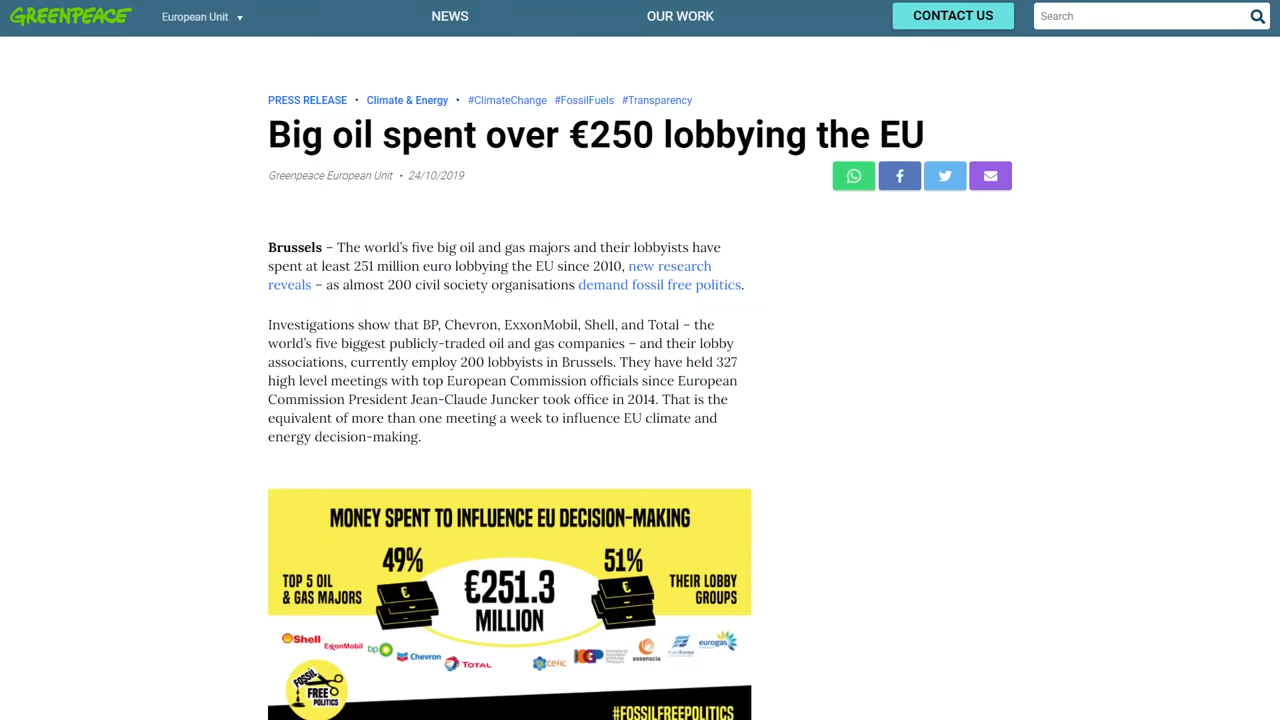 GREENPEACE
European Unit ▼
NEWS
OUR WORK
CONTACT US
Search
PRESS RELEASE • Climate & Energy • #ClimateChange #FossilFuels #Transparency
Big oil spent over €250 lobbying the EU
Greenpeace European Unit • 24/10/2019
Brussels – The world’s five big oil and gas majors and their lobbyists have
spent at least 251 million euro lobbying the EU since 2010, new research
reveals – as almost 200 civil society organisations demand fossil free politics.
Investigations show that BP, Chevron, ExxonMobil, Shell, and Total – the
world’s five biggest publicly-traded oil and gas companies – and their lobby
associations, currently employ 200 lobbyists in Brussels. They have held 327
high level meetings with top European Commission officials since European
Commission President Jean-Claude Juncker took office in 2014. That is the
equivalent of more than one meeting a week to influence EU climate and
energy decision-making.
MONEY SPENT TO INFLUENCE EU DECISION-MAKING
49%
TOP 5 OIL
& GAS MAJORS
€
€251.3
MILLION
51%
€
THEIR LOBBY
GROUPS
Shell
ExxonMobil
bp
Chevron
TOTAL
cefic
essenscia
eurogas
FOSSIL
FREE
POLITICS
#FOSSILFREEPOLITICS